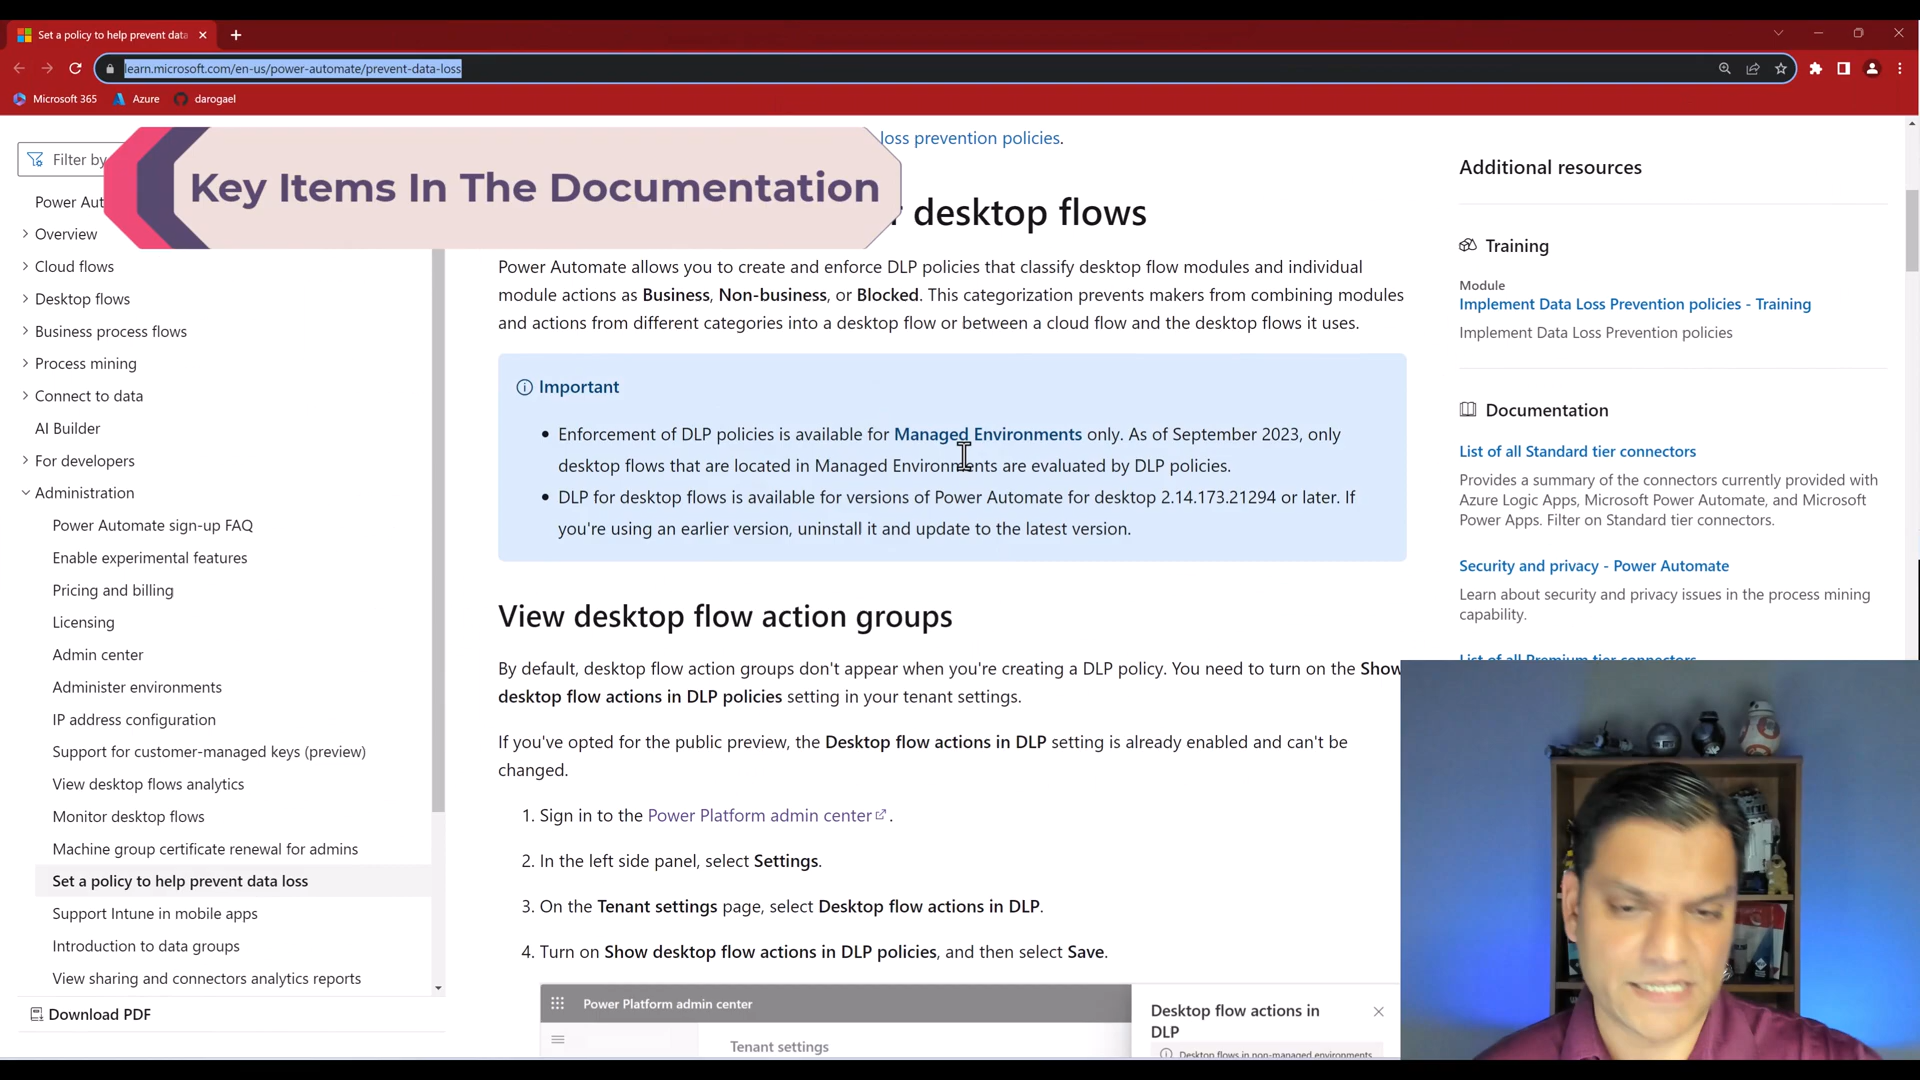 Set a policy to help prevent data
learn.microsoft.com/en-us/power-automate/prevent-data-loss
Microsoft 365
Azure
darogael
Key Items In The Documentation
Filter by
Power Aut
Overview
Cloud flows
Desktop flows
Business process flows
Process mining
Connect to data
AI Builder
For developers
Administration
Power Automate sign-up FAQ
Enable experimental features
Pricing and billing
Licensing
Admin center
Administer environments
IP address configuration
Support for customer-managed keys (preview)
View desktop flows analytics
Monitor desktop flows
Machine group certificate renewal for admins
Set a policy to help prevent data loss
Support Intune in mobile apps
Introduction to data groups
View sharing and connectors analytics reports
Download PDF
loss prevention policies.
r desktop flows
Power Automate allows you to create and enforce DLP policies that classify desktop flow modules and individual
module actions as Business, Non-business, or Blocked. This categorization prevents makers from combining modules
and actions from different categories into a desktop flow or between a cloud flow and the desktop flows it uses.
Important
• Enforcement of DLP policies is available for Managed Environments only. As of September 2023, only
desktop flows that are located in Managed Environments are evaluated by DLP policies.
• DLP for desktop flows is available for versions of Power Automate for desktop 2.14.173.21294 or later. If
you're using an earlier version, uninstall it and update to the latest version.
View desktop flow action groups
By default, desktop flow action groups don't appear when you're creating a DLP policy. You need to turn on the Show
desktop flow actions in DLP policies setting in your tenant settings.
If you've opted for the public preview, the Desktop flow actions in DLP setting is already enabled and can't be
changed.
1. Sign in to the Power Platform admin center.
2. In the left side panel, select Settings.
3. On the Tenant settings page, select Desktop flow actions in DLP.
4. Turn on Show desktop flow actions in DLP policies, and then select Save.
Power Platform admin center
Tenant settings
Desktop flow actions in
DLP
Desktop flows in non-managed environments
Additional resources
Training
Module
Implement Data Loss Prevention policies - Training
Implement Data Loss Prevention policies
Documentation
List of all Standard tier connectors
Provides a summary of the connectors currently provided with
Azure Logic Apps, Microsoft Power Automate, and Microsoft
Power Apps. Filter on Standard tier connectors.
Security and privacy - Power Automate
Learn about security and privacy issues in the process mining
capability.
List of all Premium tier connectors